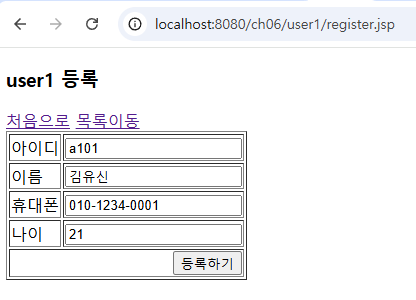 localhost:8080/ch06/user1/register.jsp
user1 등록
처음으로 목록이동
아이디 a101
이름 김유신
휴대폰 010-1234-0001
나이 21
등록하기